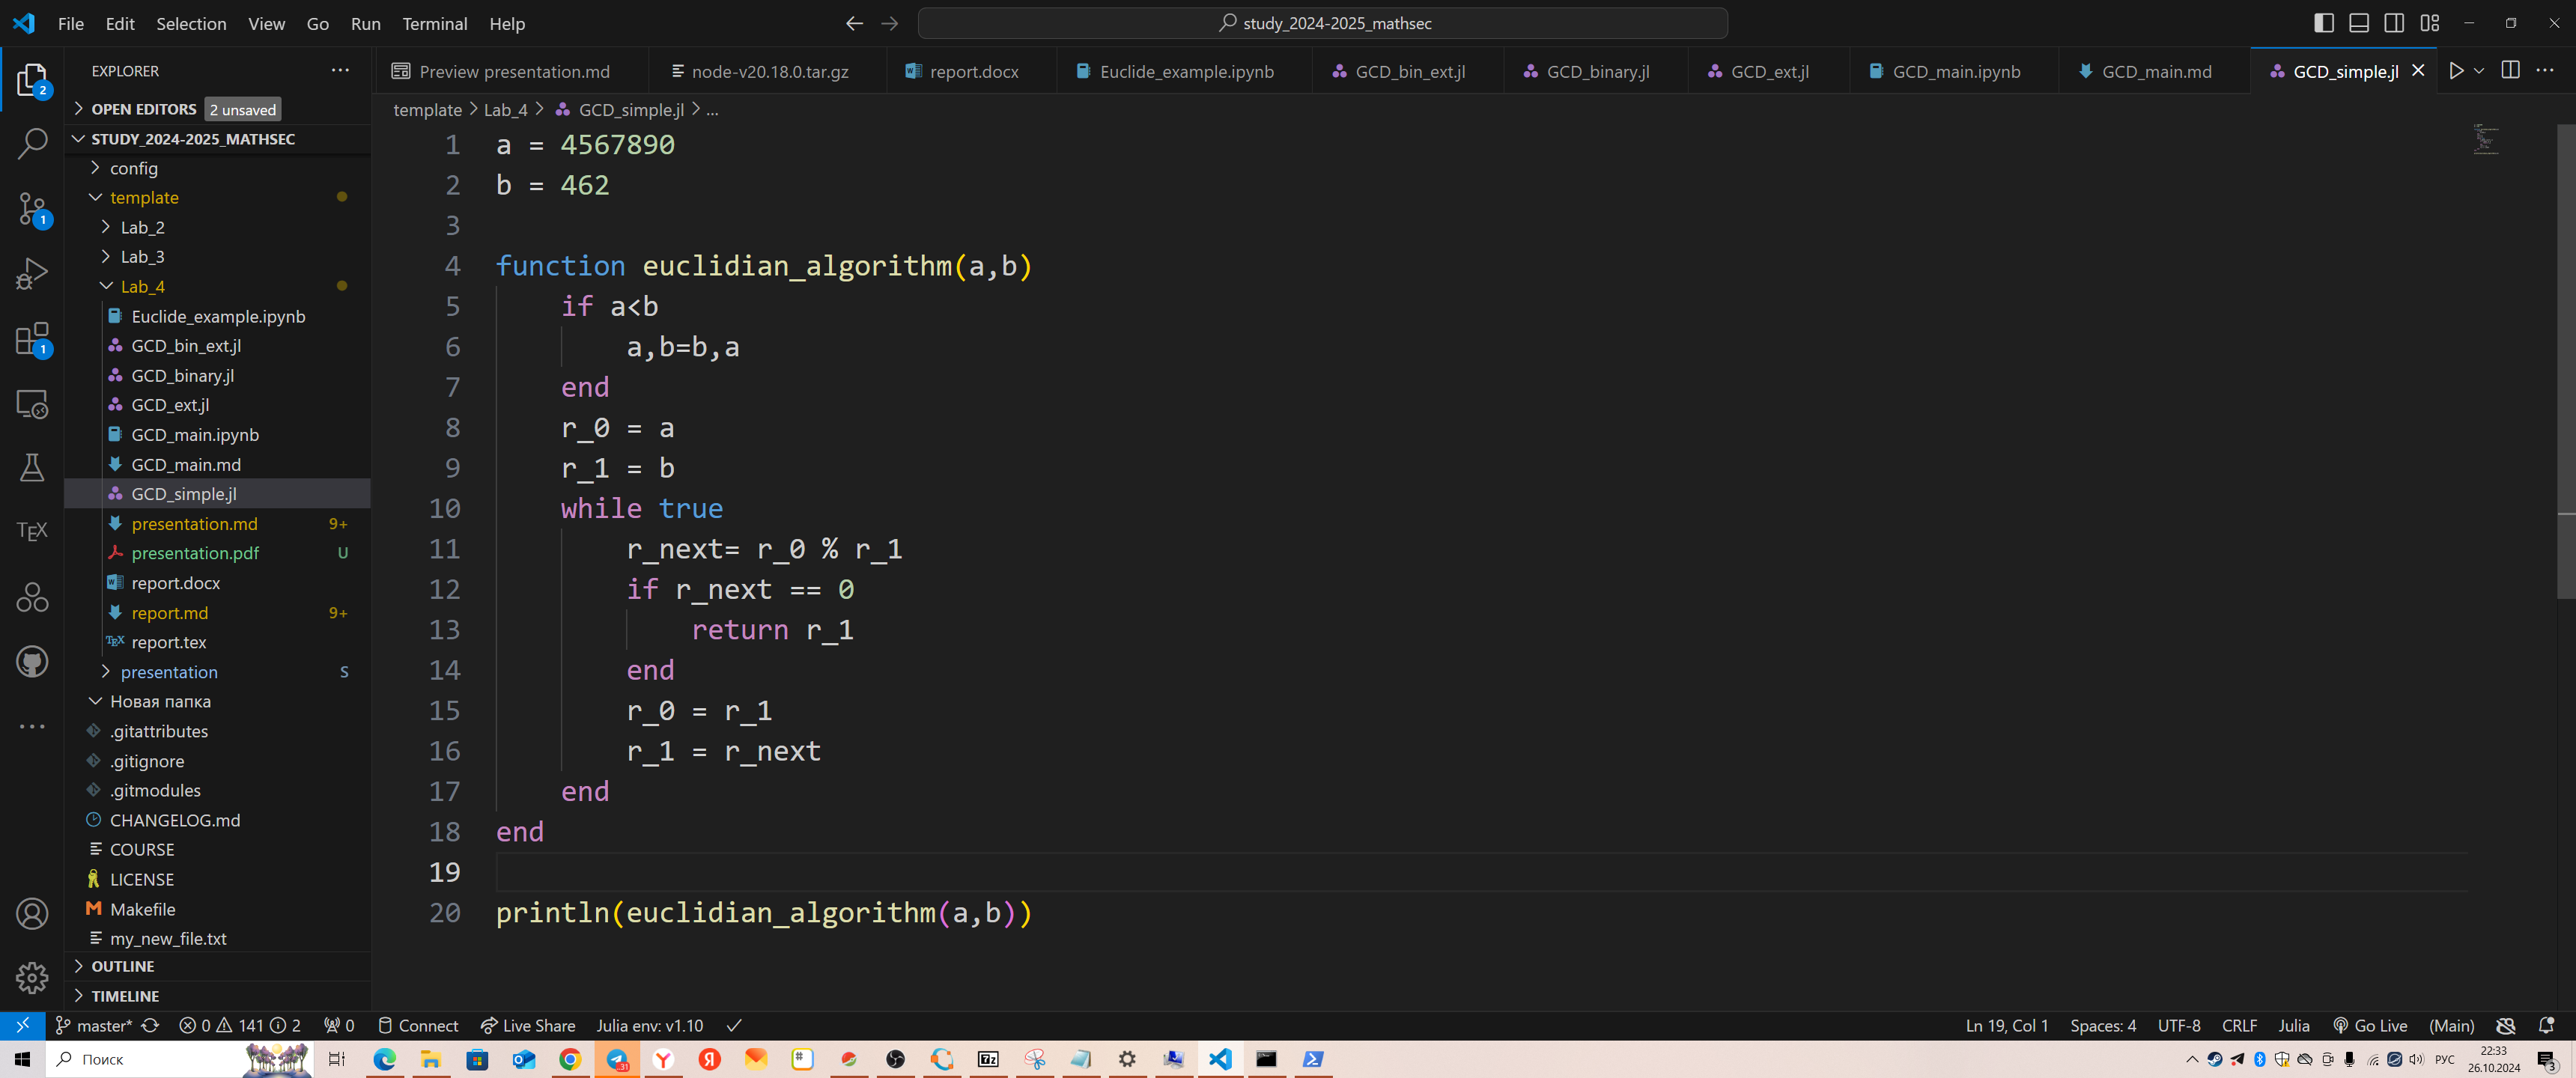 File Edit Selection View Go Run Terminal Help
study_2024-2025_mathsec
EXPLORER
Preview presentation.md
node-v20.18.0.tar.gz
report.docx
Euclide_example.ipynb
GCD_bin_ext.jl
GCD_binary.jl
GCD_ext.jl
GCD_main.ipynb
GCD_main.md
GCD_simple.jl
OPEN EDITORS 2 unsaved
STUDY_2024-2025_MATHSEC
config
template
Lab_2
Lab_3
Lab_4
Euclide_example.ipynb
GCD_bin_ext.jl
GCD_binary.jl
GCD_ext.jl
GCD_main.ipynb
GCD_main.md
GCD_simple.jl
presentation.md 9+
presentation.pdf U
report.docx
report.md 9+
TEX report.tex
presentation S
Новая папка
.gitattributes
.gitignore
.gitmodules
CHANGELOG.md
COURSE
LICENSE
Makefile
my_new_file.txt
OUTLINE
TIMELINE
2
1
1
TEX
template > Lab_4 > GCD_simple.jl > ...
1 a = 4567890
2 b = 462
3
4 function euclidian_algorithm(a,b)
5 if a<b
6 a,b=b,a
7 end
8 r_0 = a
9 r_1 = b
10 while true
11 r_next= r_0 % r_1
12 if r_next == 0
13 return r_1
14 end
15 r_0 = r_1
16 r_1 = r_next
17 end
18 end
19
20 println(euclidian_algorithm(a,b))
master* 0 141 2 0 Connect Live Share Julia env: v1.10
Ln 19, Col 1 Spaces: 4 UTF-8 CRLF Julia Go Live (Main)
Поиск
РУС
22:33
26.10.2024
3